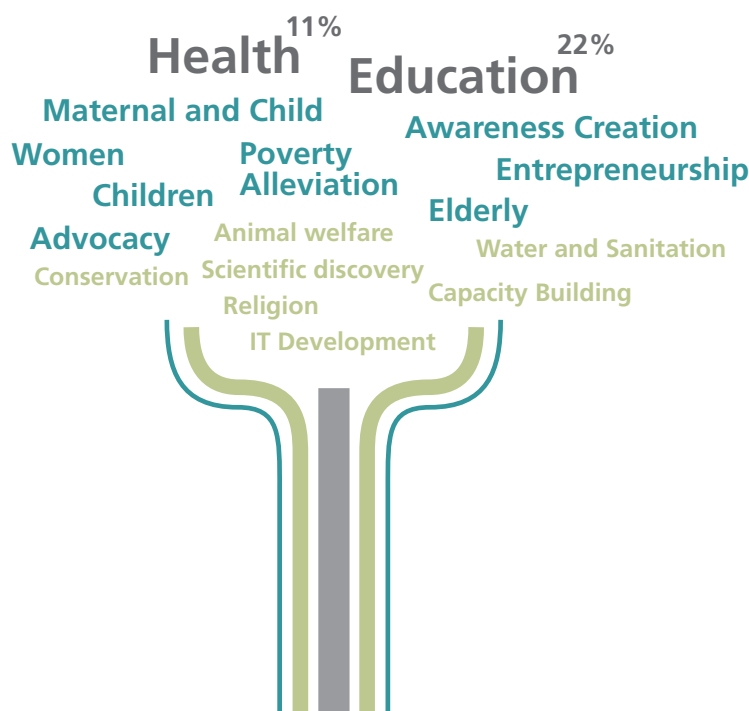 11%
Health
22%
Education
Maternal and Child
Awareness Creation
Women
Poverty
Alleviation
Entrepreneurship
Children
Elderly
Advocacy
Animal welfare
Water and Sanitation
Conservation
Scientific discovery
Capacity Building
Religion
IT Development